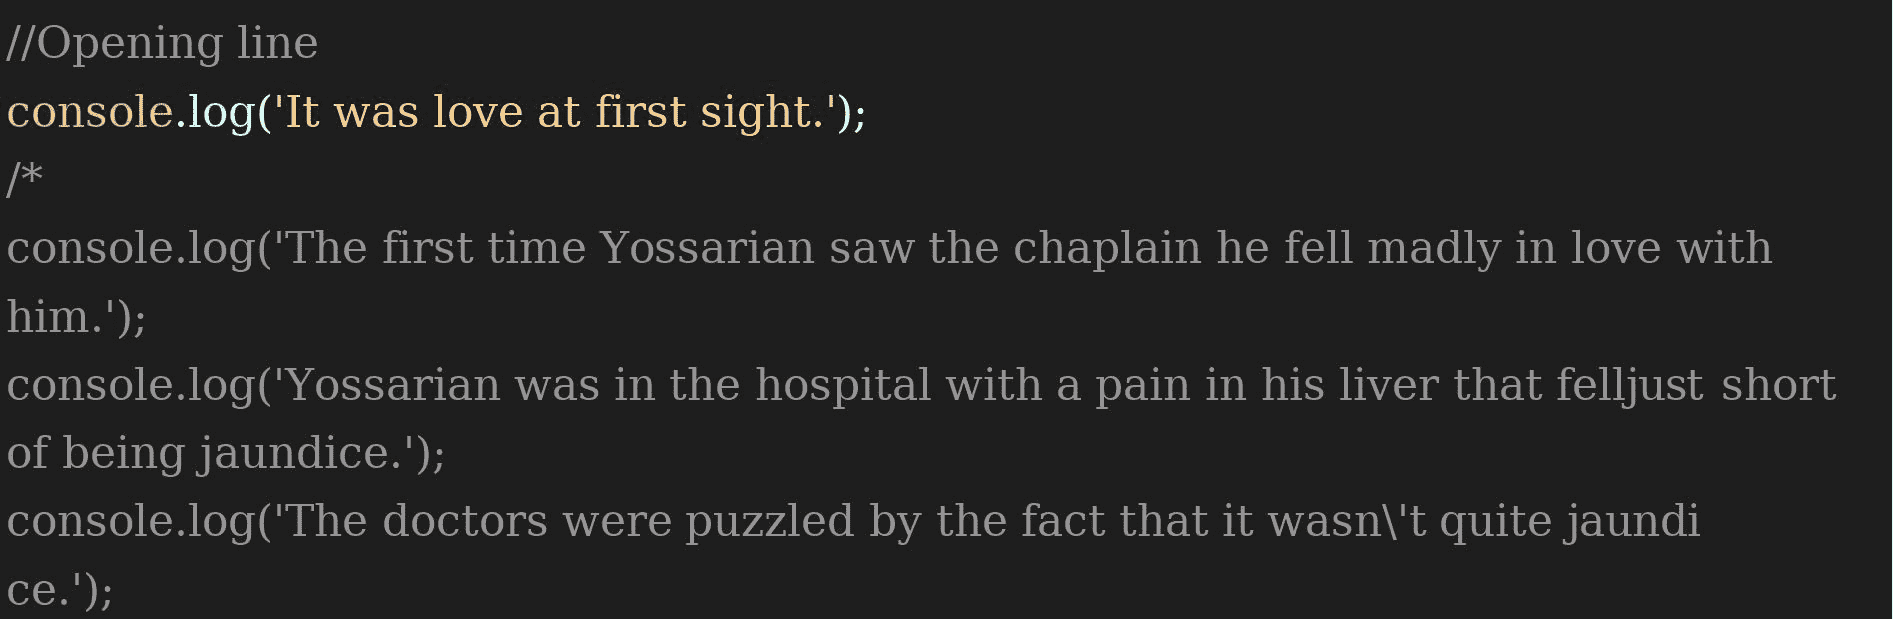 //Opening line
console.log('It was love at first sight.');
/*
console.log('The first time Yossarian saw the chaplain he fell madly in love with
him.');
console.log('Yossarian was in the hospital with a pain in his liver that felljust short
of being jaundice.');
console.log('The doctors were puzzled by the fact that it wasn\'t quite jaundi
ce.');